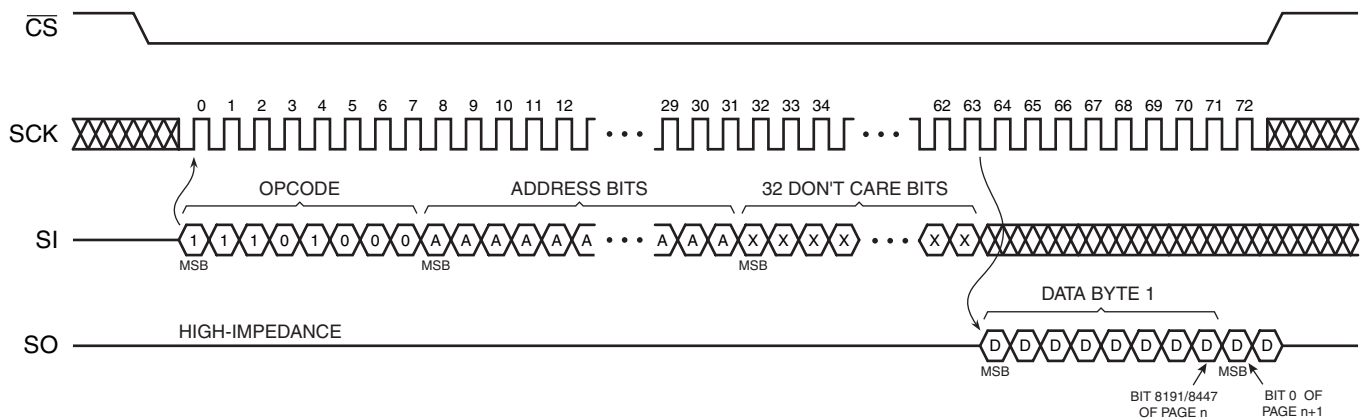 CS
SCK
0 1 2 3 4 5 6 7 8 9 10 11 12 29 30 31 32 33 34 62 63 64 65 66 67 68 69 70 71 72
• • • • • •
OPCODE ADDRESS BITS 32 DON'T CARE BITS
SI
1 1 1 0 1 0 0 0 A A A A A A • • • A A A X X X X • • • X X
MSB MSB MSB
DATA BYTE 1
HIGH-IMPEDANCE
SO
D D D D D D D D D D
MSB MSB
BIT 8191/8447 BIT 0 OF
OF PAGE n PAGE n+1